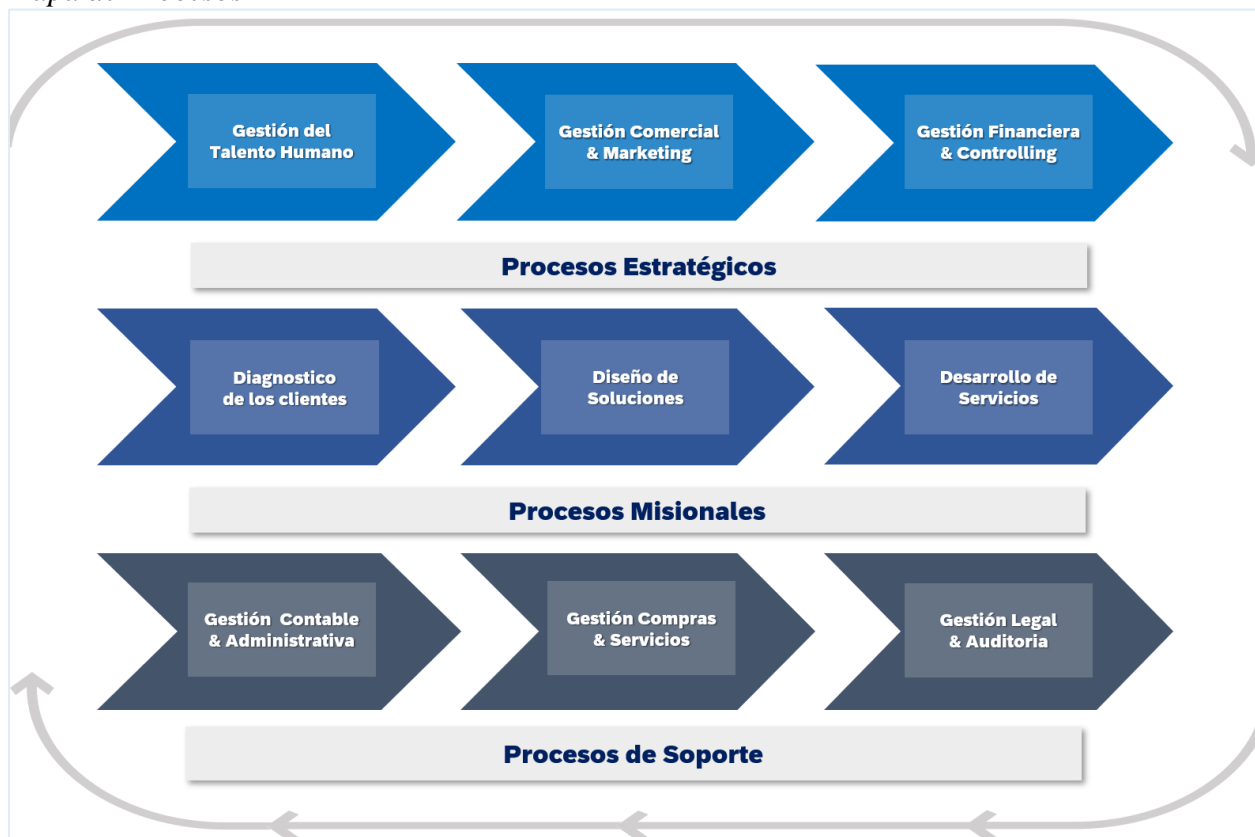 Gestión del
Talento Humano
Gestión Comercial
& Marketing
Gestión Financiera
& Controlling
Procesos Estratégicos
Diagnostico
de los clientes
Diseño de
Soluciones
Desarrollo de
Servicios
Procesos Misionales
Gestión Contable
& Administrativa
Gestión Compras
& Servicios
Gestión Legal
& Auditoria
Procesos de Soporte